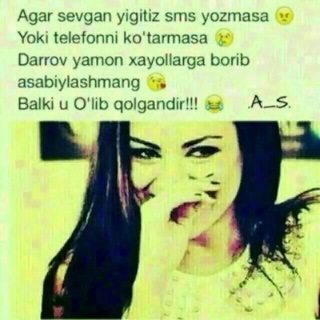 Agar sevgan yigitiz sms yozmasa 😠
Yoki telefonni ko'tarmasa 😢
Darrov yamon xayollarga borib
asabiylashmang 😘
Balki u O'lib qolgandir!!! 😂 .A_S.